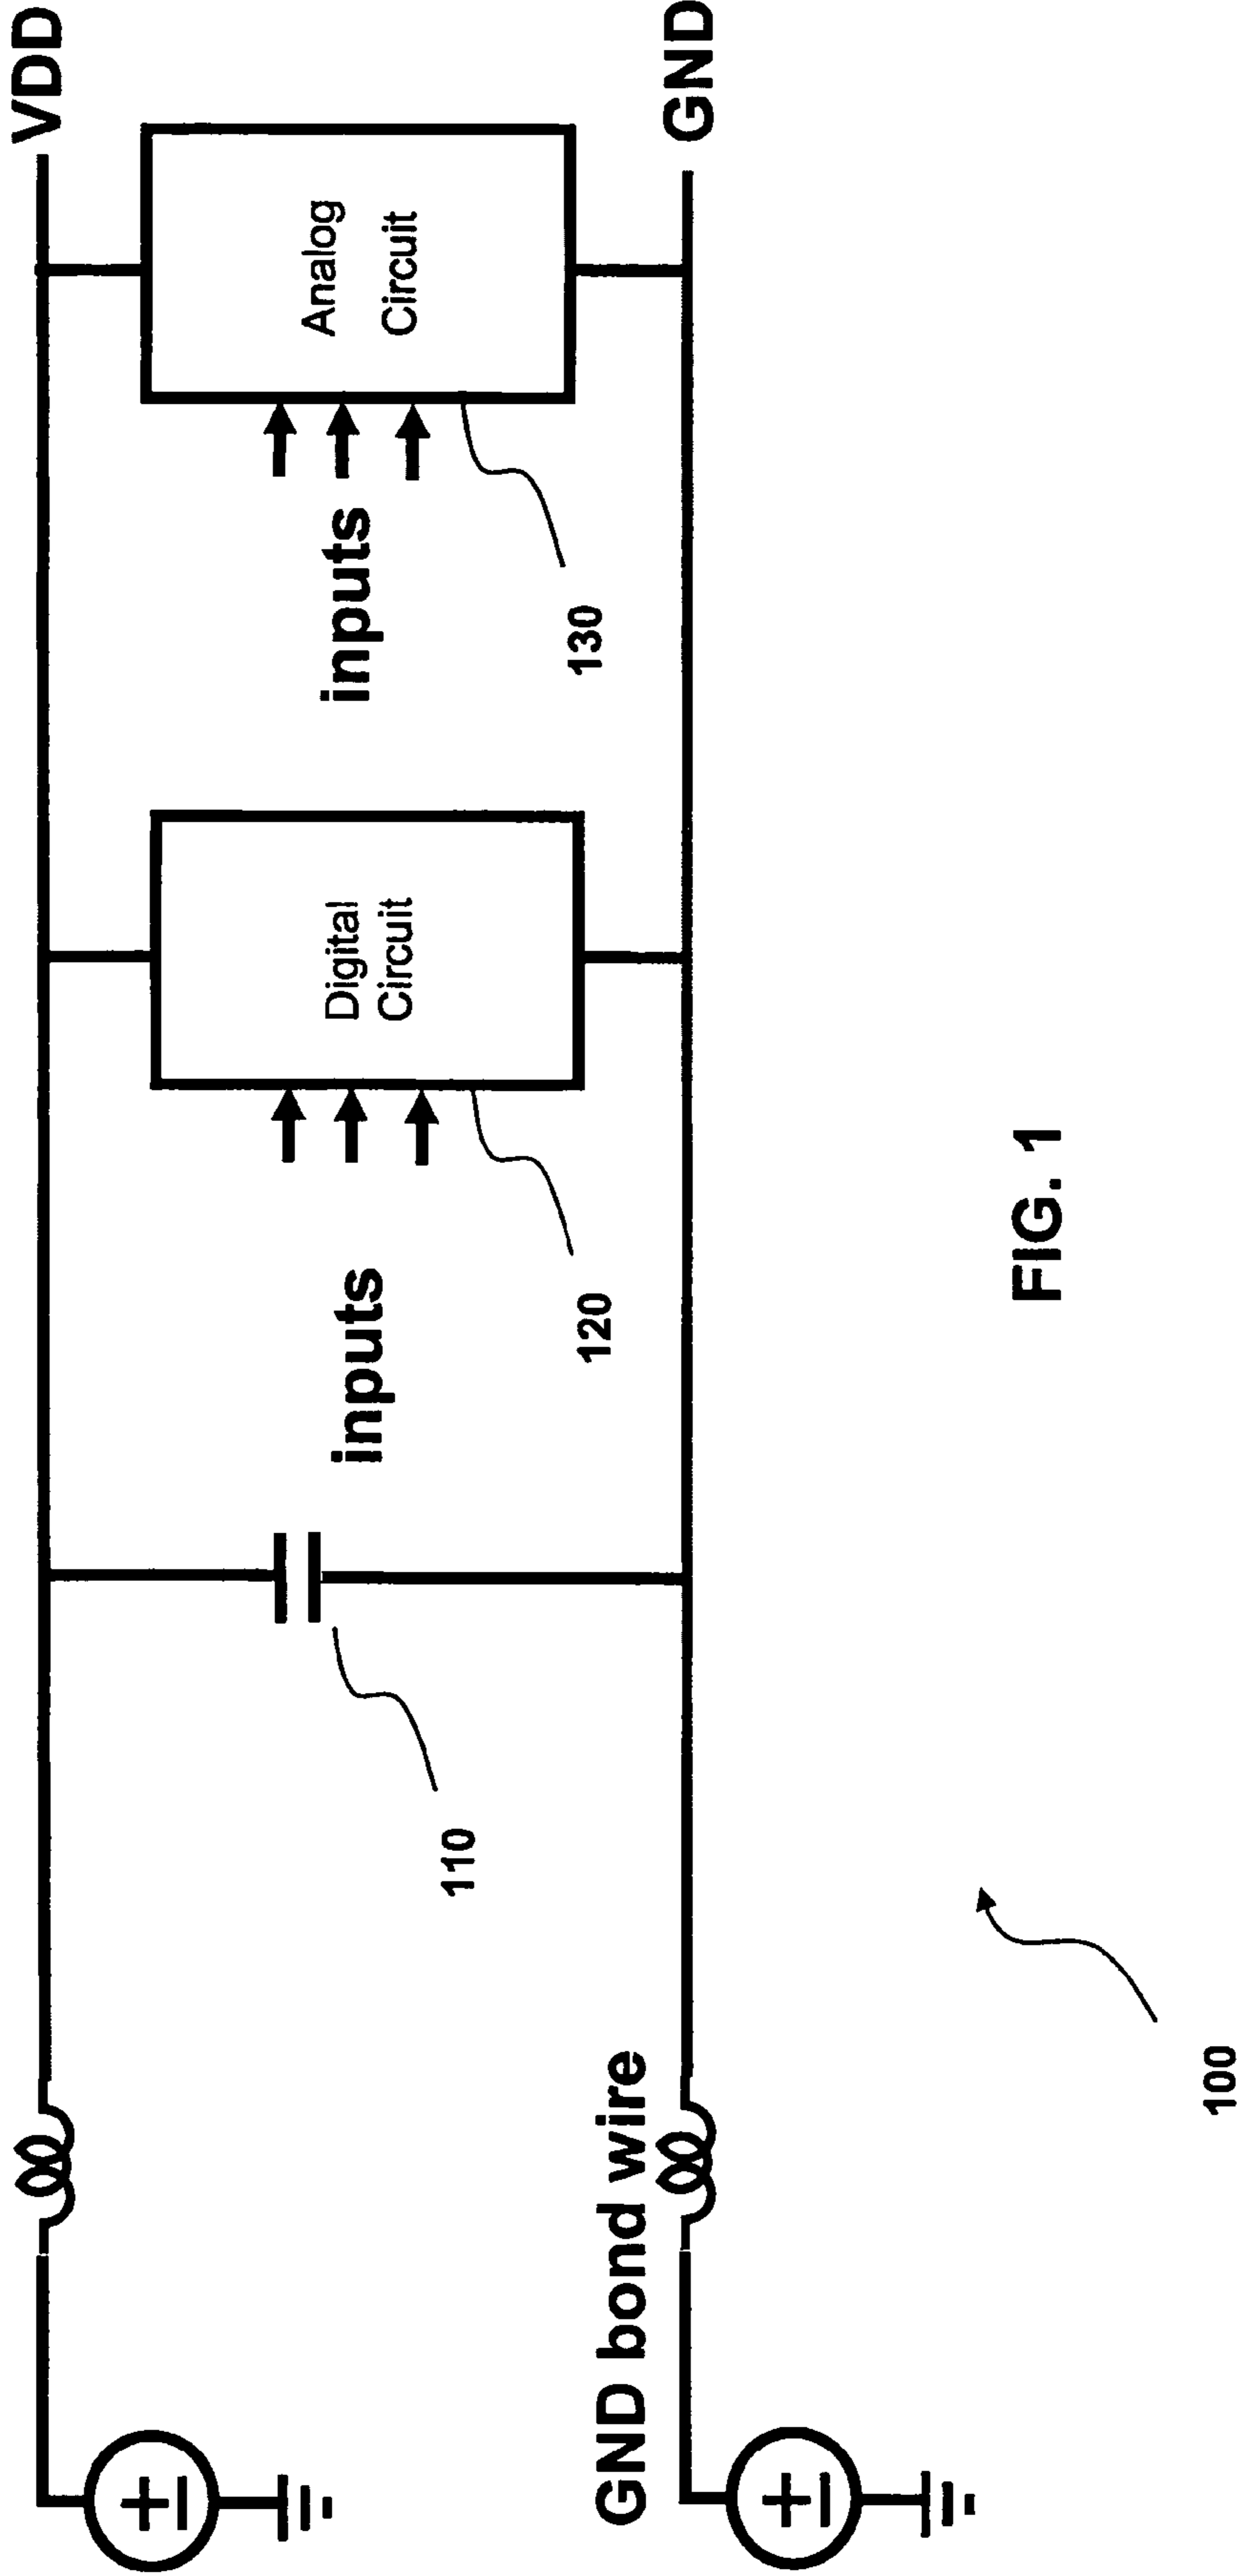 VDD
Analog
Circuit
inputs
130
GND
Digital
Circuit
inputs
120
110
GND bond wire
100
FIG. 1